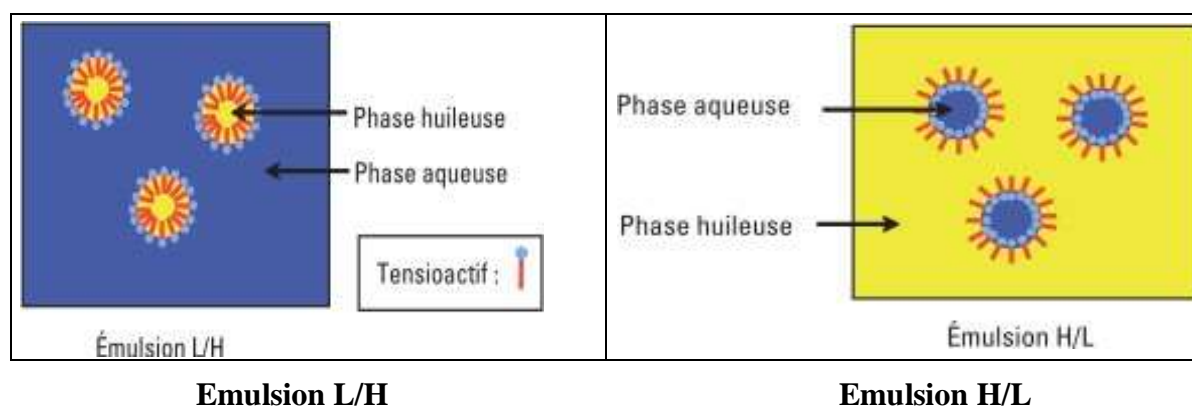 Phase huileuse
Phase aqueuse
Tensioactif :
Émulsion L/H
Phase aqueuse
Phase huileuse
Émulsion H/L
Emulsion L/H
Emulsion H/L